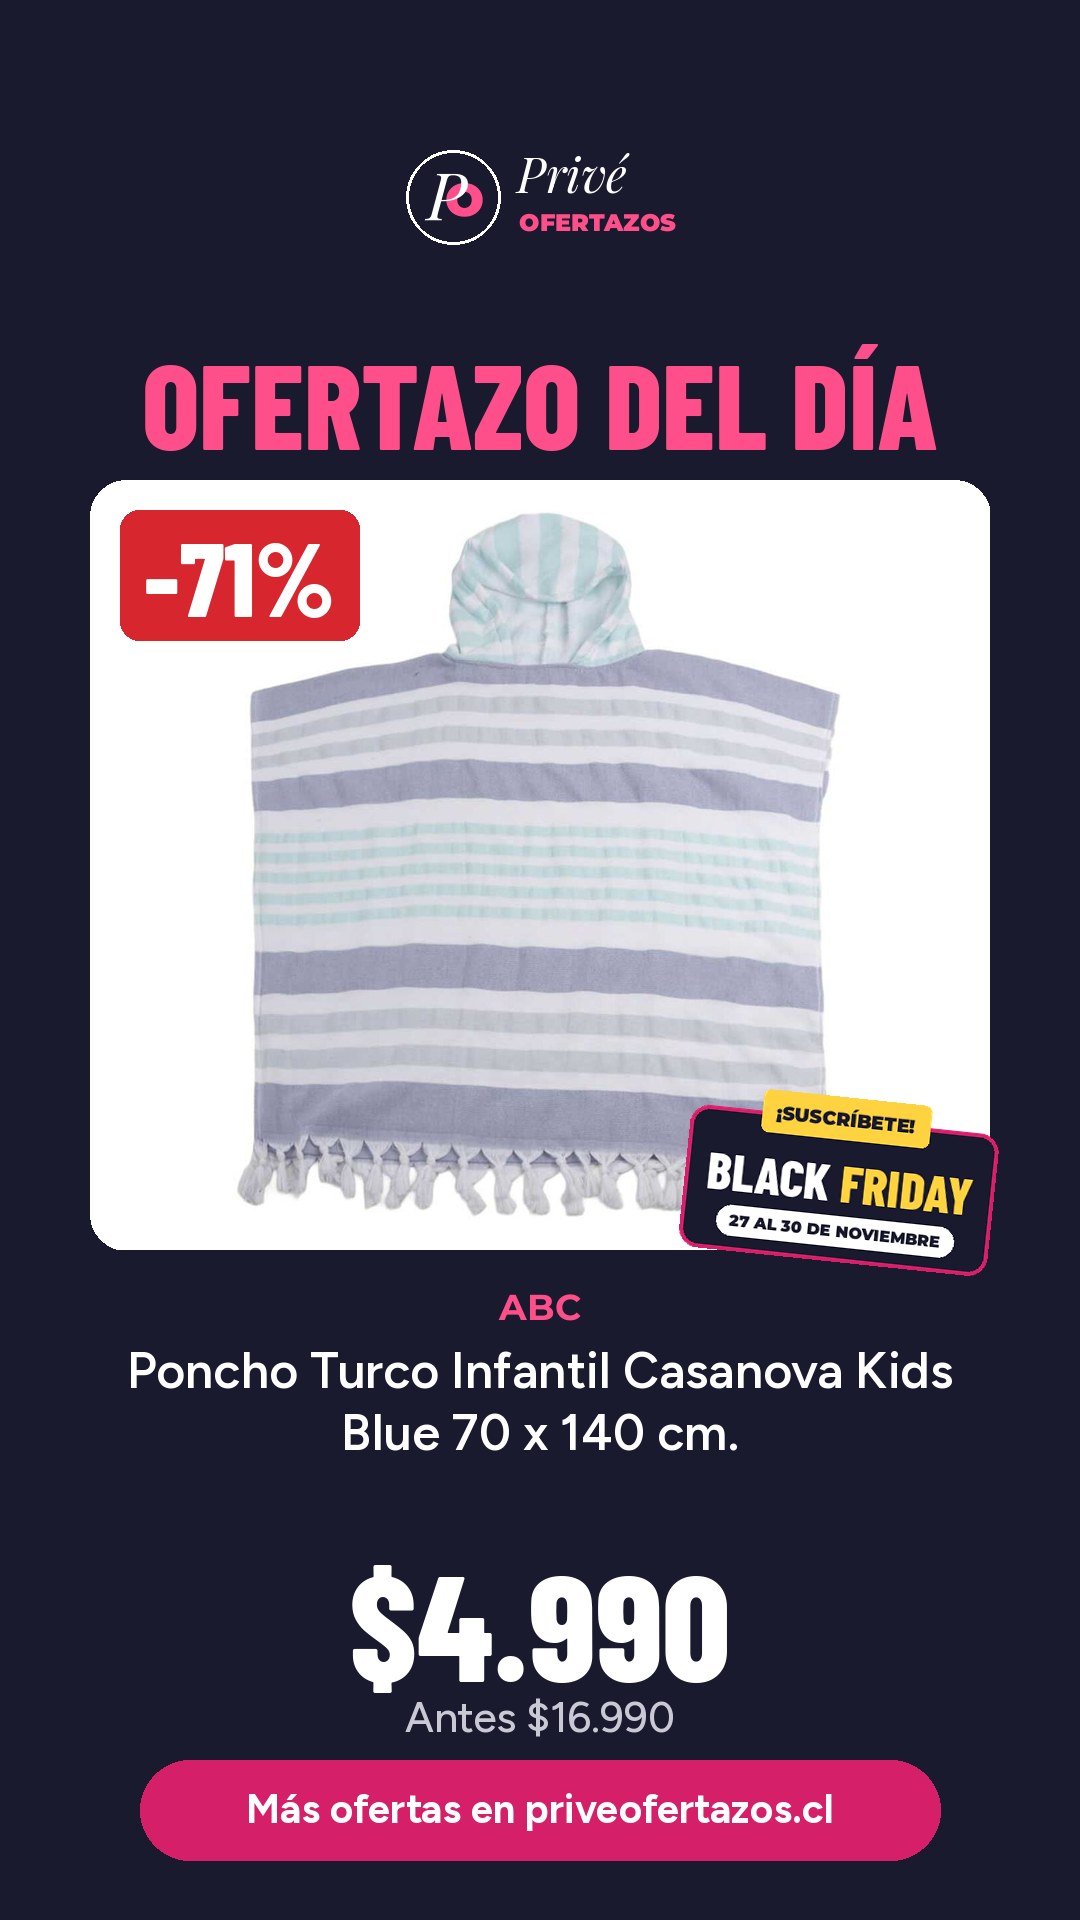 Po
Privé
OFERTAZOS
OFERTAZO DEL DÍA
-71%
¡SUSCRÍBETE!
BLACK FRIDAY
27 AL 30 DE NOVIEMBRE
ABC
Poncho Turco Infantil Casanova Kids
Blue 70 x 140 cm.
$4.990
Antes $16.990
Más ofertas en priveofertazos.cl